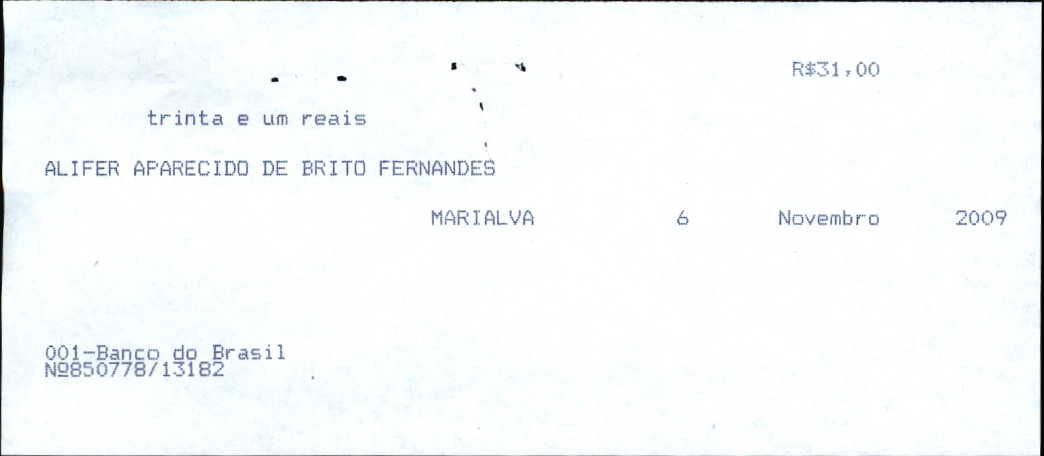 R$31,00
trinta e um reais
ALIFER APARECIDO DE BRITO FERNANDES
MARIALVA 6 Novembro 2009
001-Banco do Brasil
Nº850778/13182